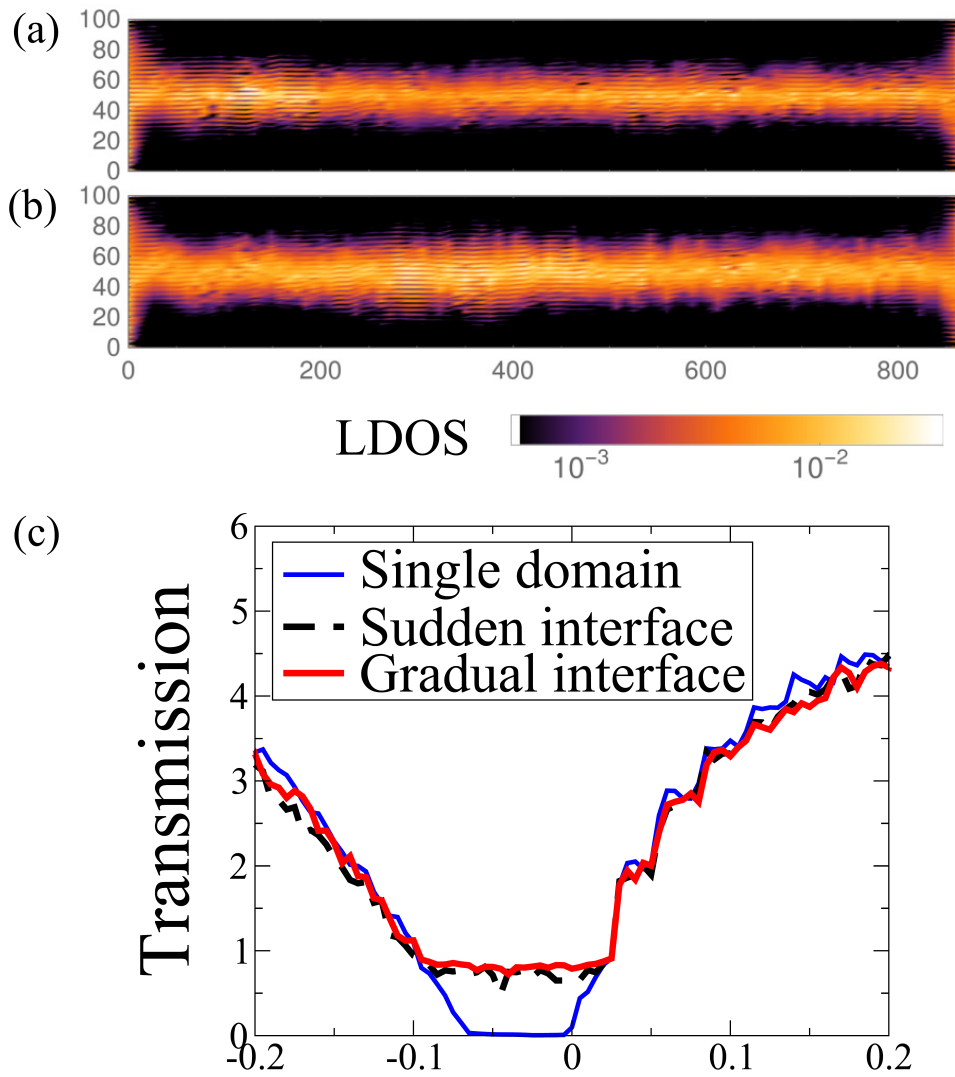 (a)
100
80
60
40
20
0
(b)
100
80
60
40
20
0
0 200 400 600 800
LDOS
10⁻³ 10⁻²
(c)
6
5
4
3
2
1
0
Transmission
Single domain
Sudden interface
Gradual interface
-0.2 -0.1 0 0.1 0.2